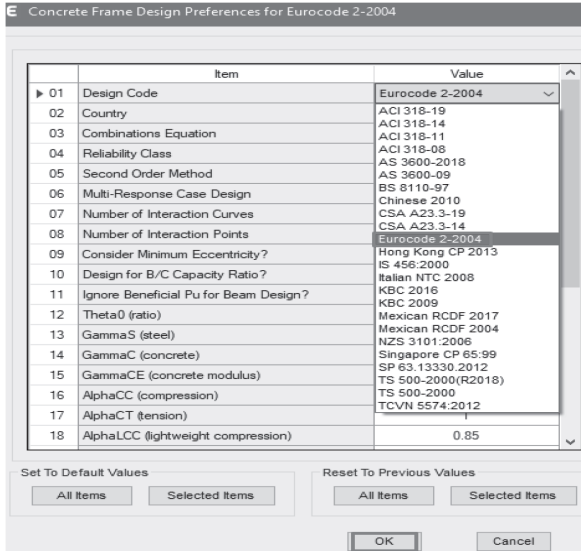 E Concrete Frame Design Preferences for Eurocode 2-2004
Item Value
01 Design Code Eurocode 2-2004
02 Country
03 Combinations Equation
04 Reliability Class
05 Second Order Method
06 Multi-Response Case Design
07 Number of Interaction Curves
08 Number of Interaction Points
09 Consider Minimum Eccentricity?
10 Design for B/C Capacity Ratio?
11 Ignore Beneficial Pu for Beam Design?
12 Theta0 (ratio)
13 GammaS (steel)
14 GammaC (concrete)
15 GammaCE (concrete modulus)
16 AlphaCC (compression)
17 AlphaCT (tension)
18 AlphaLCC (lightweight compression) 0.85
ACI 318-19
ACI 318-14
ACI 318-11
ACI 318-08
AS 3600-2018
AS 3600-09
BS 8110-97
Chinese 2010
CSA A23.3-19
CSA A23.3-14
Eurocode 2-2004
Hong Kong CP 2013
IS 456:2000
Italian NTC 2008
KBC 2016
KBC 2009
Mexican RCDF 2017
Mexican RCDF 2004
NZS 3101:2006
Singapore CP 65:99
SP 63.13330.2012
TS 500-2000(R2018)
TS 500-2000
TCVN 5574:2012
Set To Default Values Reset To Previous Values
All Items Selected Items All Items Selected Items
OK Cancel